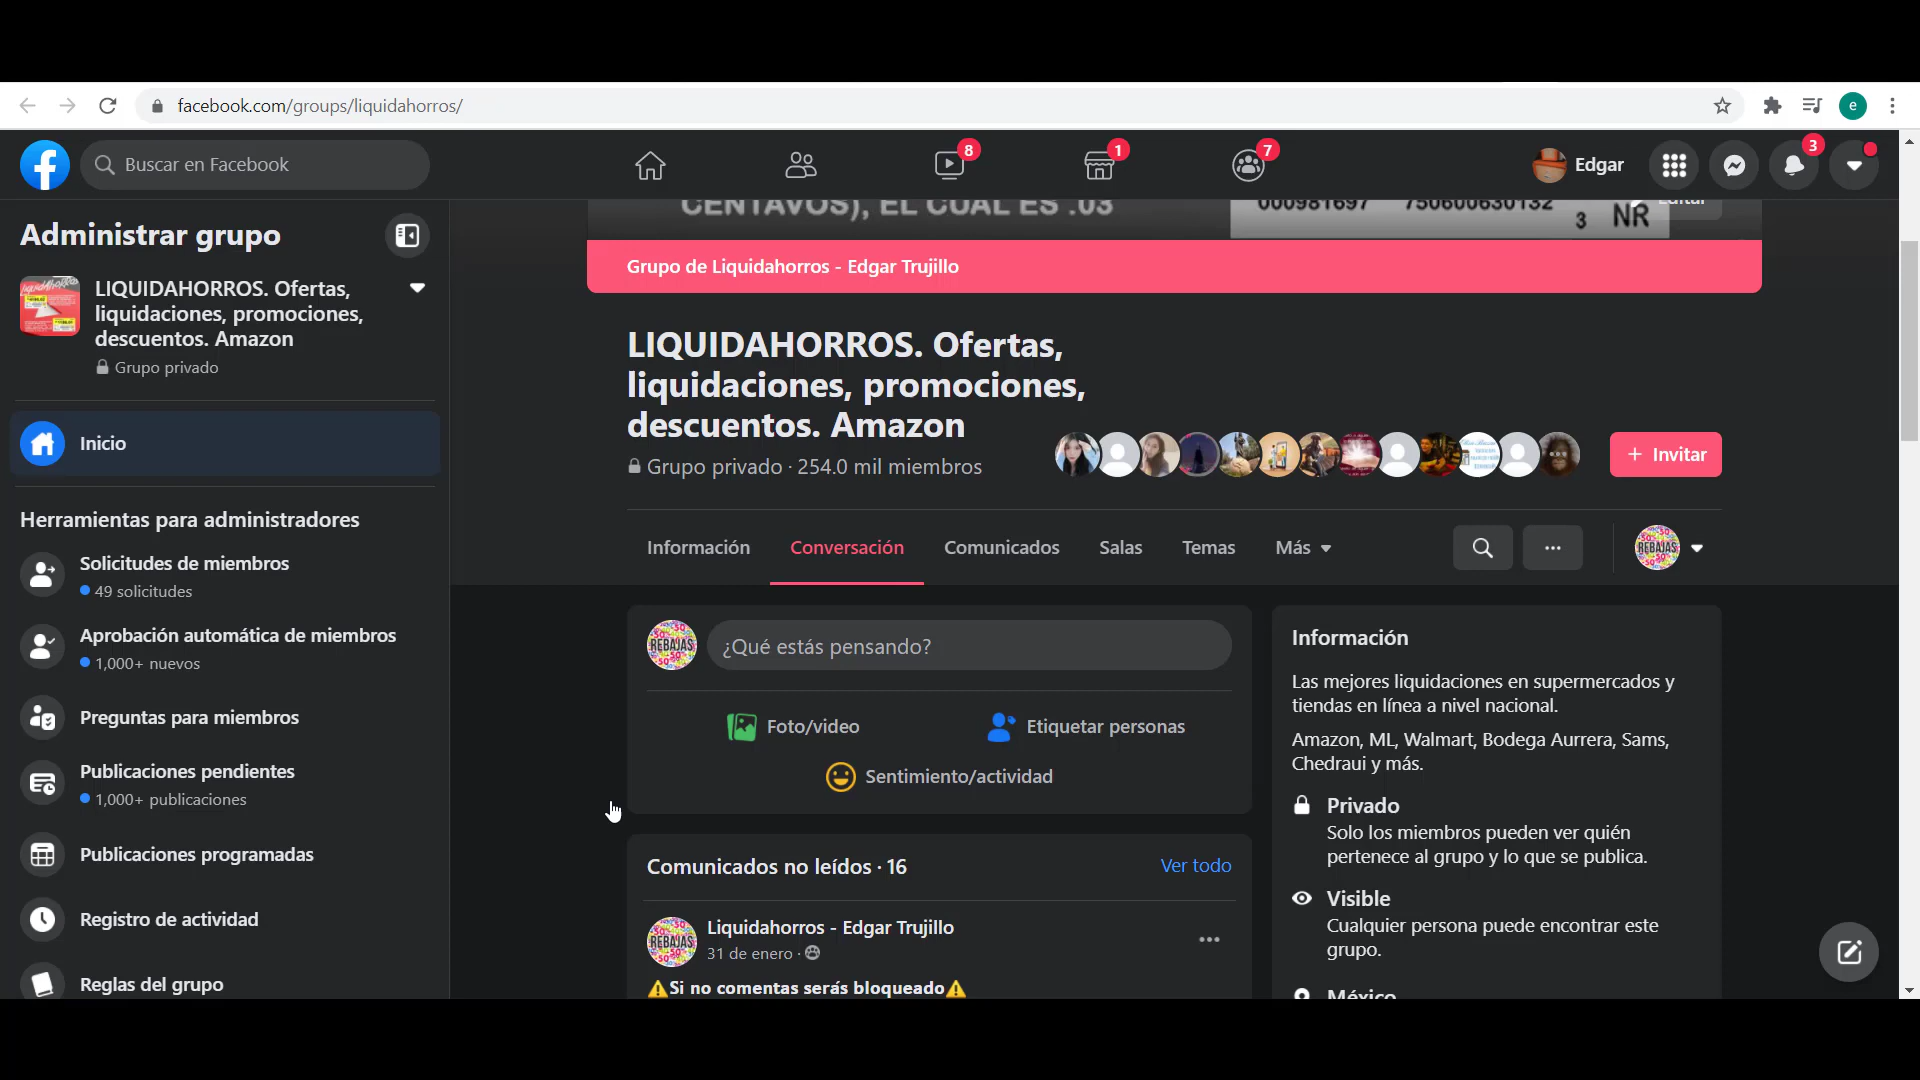 facebook.com/groups/liquidahorros/
e
Buscar en Facebook
8
1
7
Edgar
3
Administrar grupo
LIQUIDAHORROS. Ofertas,
liquidaciones, promociones,
descuentos. Amazon
Grupo privado
Inicio
Herramientas para administradores
Solicitudes de miembros
49 solicitudes
Aprobación automática de miembros
1,000+ nuevos
Preguntas para miembros
Publicaciones pendientes
1,000+ publicaciones
Publicaciones programadas
Registro de actividad
Reglas del grupo
CENTAVOS), EL CUAL ES .03
000981697 750600630132
3 NR
Editar
Grupo de Liquidahorros - Edgar Trujillo
LIQUIDAHORROS. Ofertas,
liquidaciones, promociones,
descuentos. Amazon
Grupo privado · 254.0 mil miembros
+ Invitar
Información
Conversación
Comunicados
Salas
Temas
Más
REBAJAS
REBAJAS
¿Qué estás pensando?
Foto/video
Etiquetar personas
Sentimiento/actividad
Comunicados no leídos · 16
Ver todo
REBAJAS
Liquidahorros - Edgar Trujillo
31 de enero ·
⚠Si no comentas serás bloqueado⚠
Información
Las mejores liquidaciones en supermercados y
tiendas en línea a nivel nacional.
Amazon, ML, Walmart, Bodega Aurrera, Sams,
Chedraui y más.
Privado
Solo los miembros pueden ver quién
pertenece al grupo y lo que se publica.
Visible
Cualquier persona puede encontrar este
grupo.
México